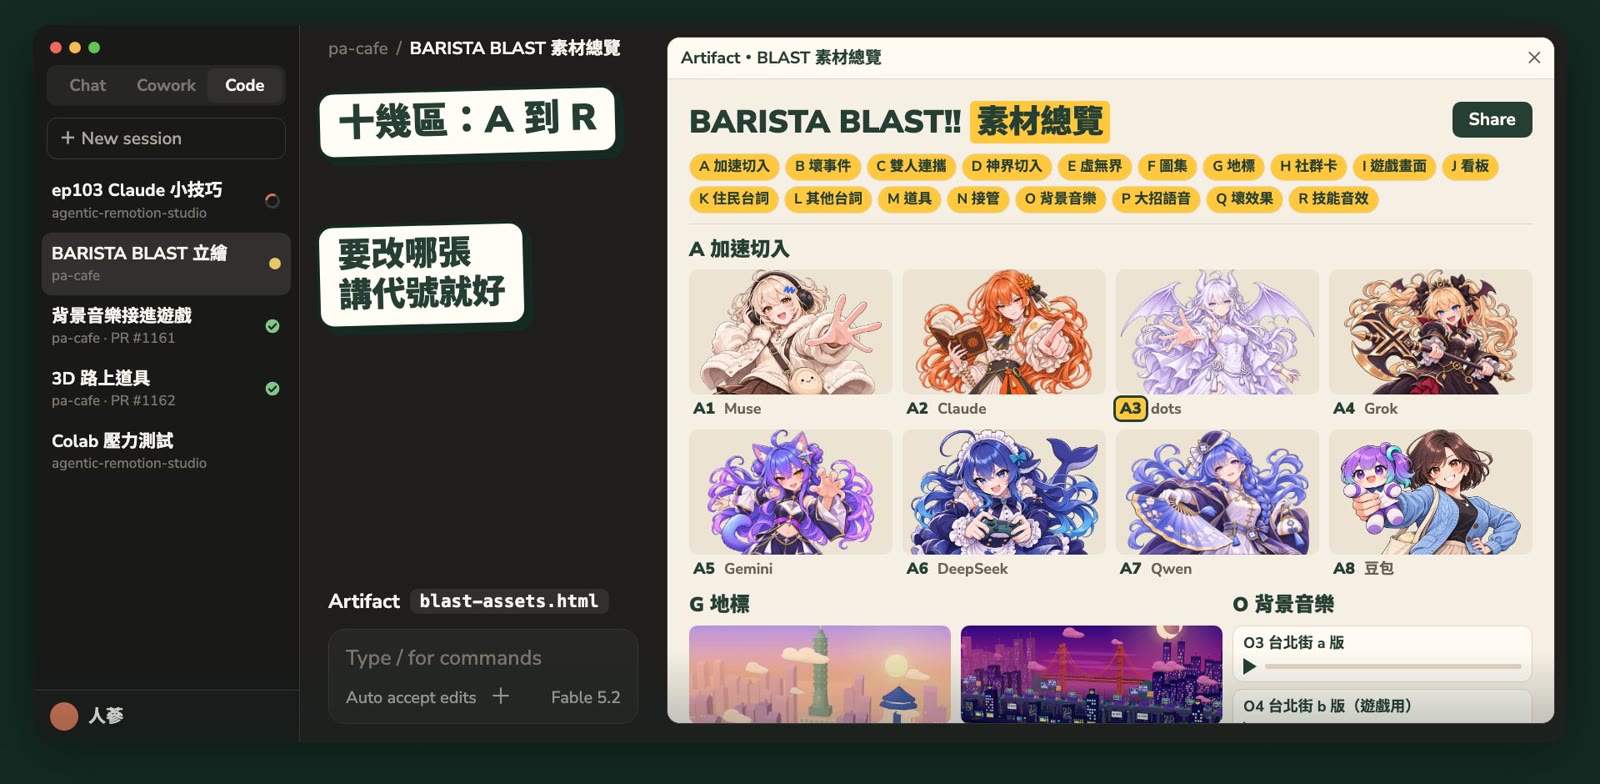 Chat Cowork Code
+ New session
ep103 Claude 小技巧
agentic-remotion-studio
BARISTA BLAST 立繪
pa-cafe
背景音樂接進遊戲
pa-cafe · PR #1161
3D 路上道具
pa-cafe · PR #1162
Colab 壓力測試
agentic-remotion-studio
人蔘
pa-cafe / BARISTA BLAST 素材總覽
十幾區：A 到 R
要改哪張
講代號就好
Artifact blast-assets.html
Type / for commands
Auto accept edits + Fable 5.2
Artifact • BLAST 素材總覽
BARISTA BLAST!! 素材總覽
Share
A 加速切入 B 壞事件 C 雙人連攜 D 神界切入 E 虛無界 F 圖集 G 地標 H 社群卡 I 遊戲畫面 J 看板
K 住民台詞 L 其他台詞 M 道具 N 接管 O 背景音樂 P 大招語音 Q 壞效果 R 技能音效
A 加速切入
A1 Muse
A2 Claude
A3 dots
A4 Grok
A5 Gemini
A6 DeepSeek
A7 Qwen
A8 豆包
G 地標
O 背景音樂
O3 台北街 a 版
O4 台北街 b 版（遊戲用）